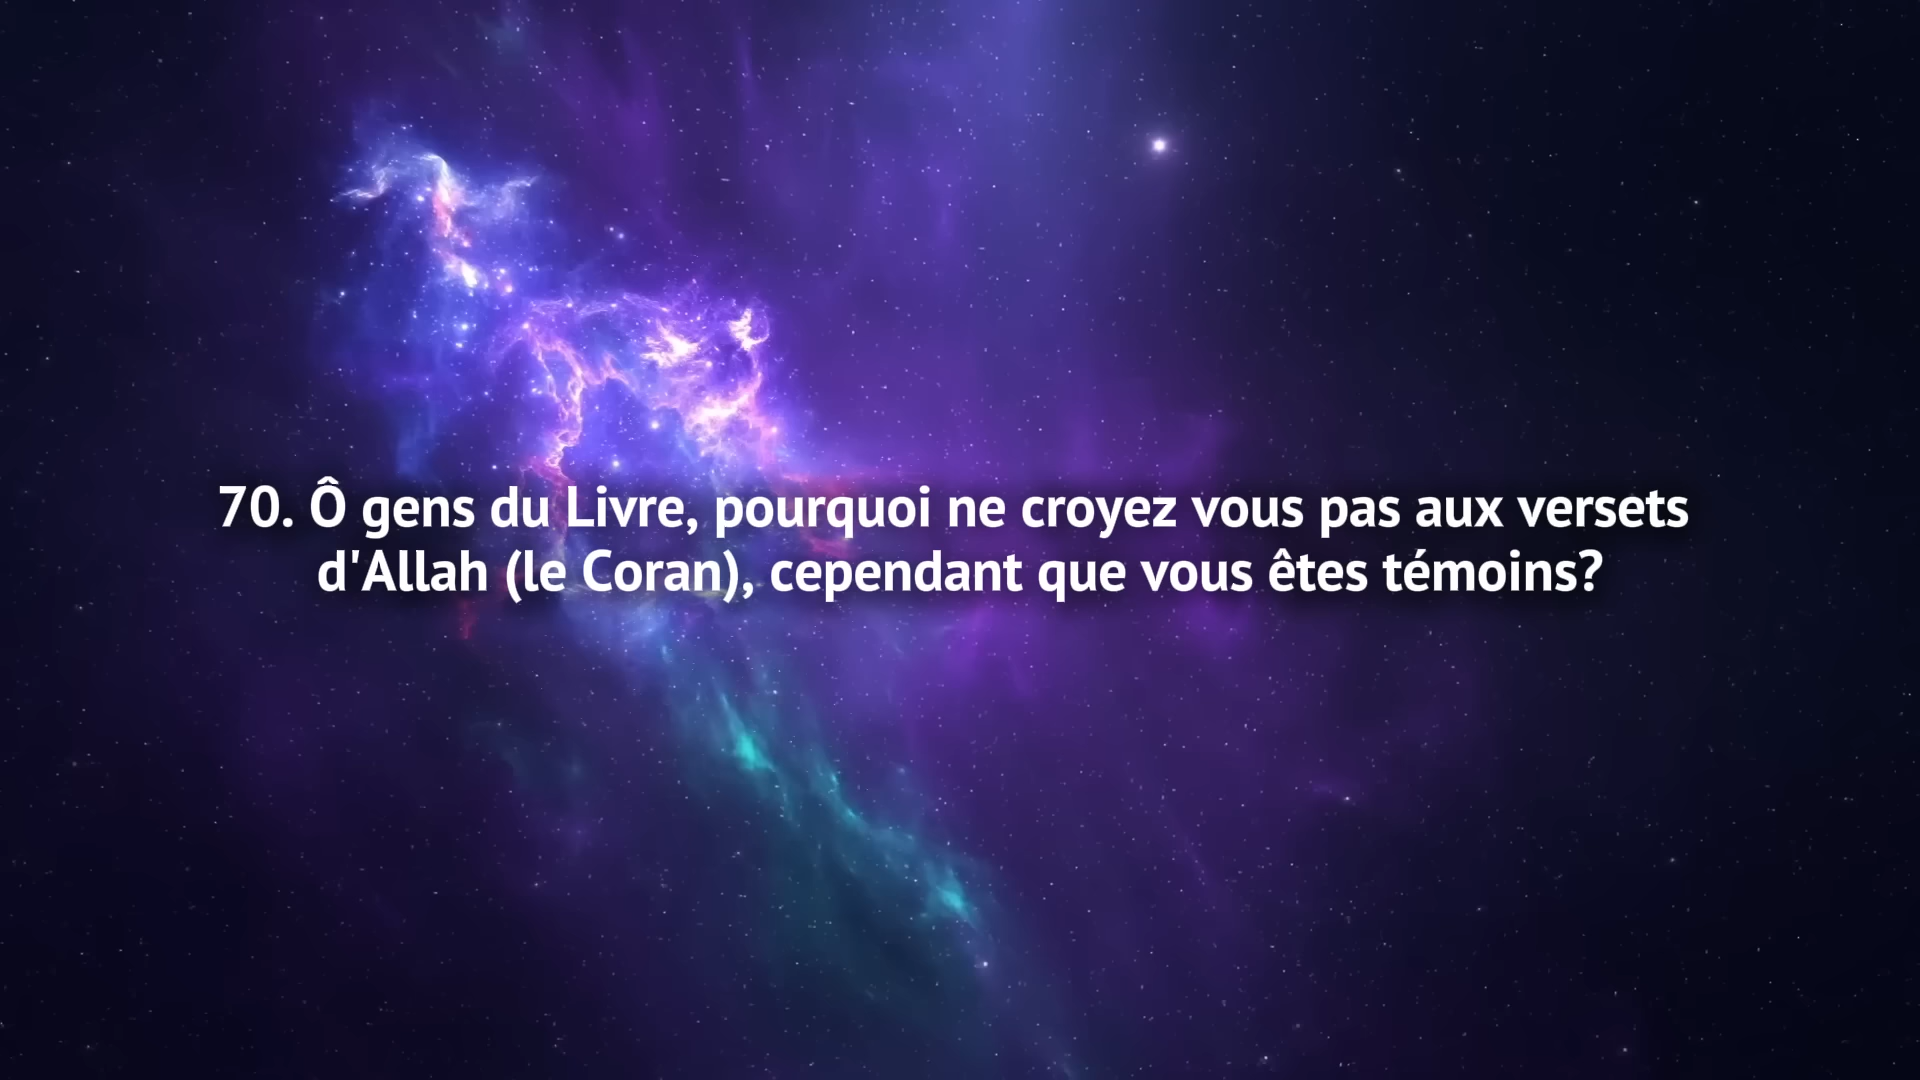 70. Ô gens du Livre, pourquoi ne croyez vous pas aux versets
d'Allah (le Coran), cependant que vous êtes témoins?